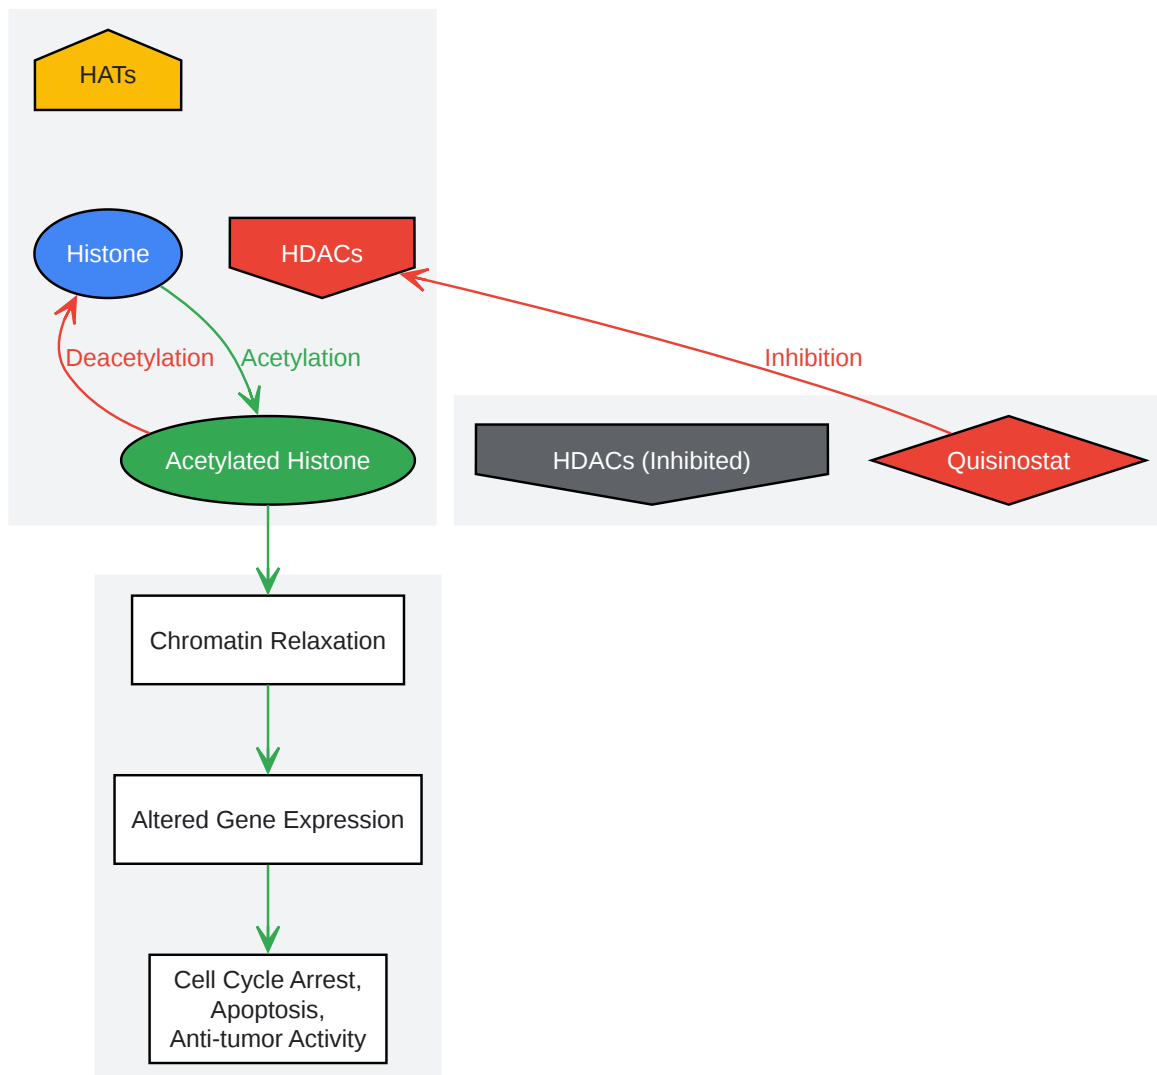 HATs
Histone
HDACs
Deacetylation
Acetylation
Inhibition
Acetylated Histone
HDACs (Inhibited)
Quisinostat
Chromatin Relaxation
Altered Gene Expression
Cell Cycle Arrest,
Apoptosis,
Anti-tumor Activity